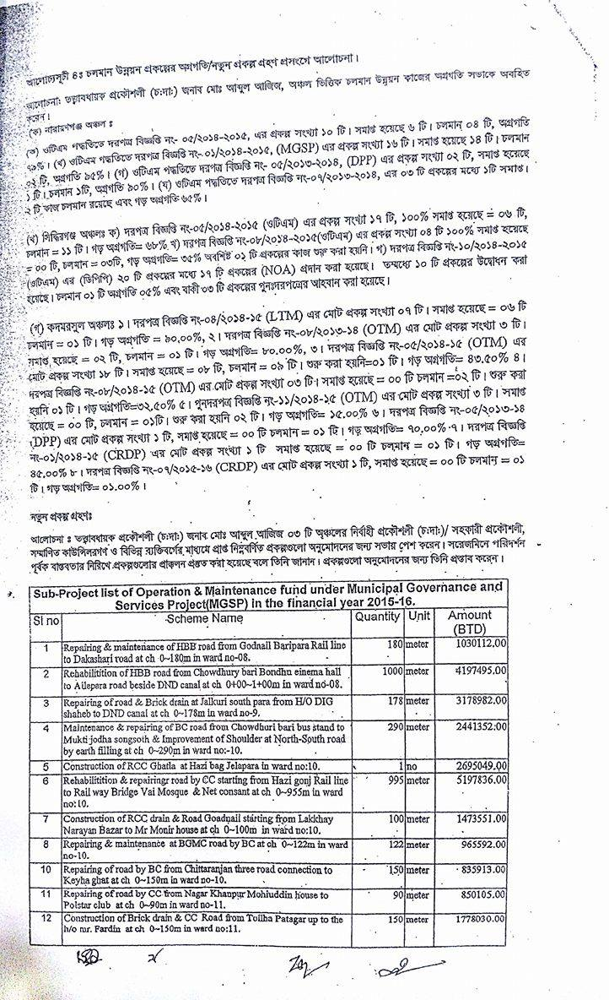 আলোচ্যসূচী ৪ঃ চলমান উন্নয়ন প্রকল্পের অগ্রগতি/নতুন প্রকল্প গ্রহণ প্রসংগে আলোচনা।
আলোচনা: তত্ত্বাবধায়ক প্রকৌশলী (চ:দা:) জনাব মোঃ আব্দুল আজিজ, অঞ্চল ভিত্তিক চলমান উন্নয়ন কাজের অগ্রগতি সভাকে অবহিত
করেন।
(ক) নারায়ণগঞ্জ অঞ্চল ঃ
(ক) ওটিএম পদ্ধতিতে দরপত্র বিজ্ঞপ্তি নং- ০৫/২০১৪-২০১৫, এর প্রকল্প সংখ্যা ১০ টি। সমাপ্ত হয়েছে ৬ টি। চলমান ০৪ টি, অগ্রগতি
৭৯%। (খ) ওটিএম পদ্ধতিতে দরপত্র বিজ্ঞপ্তি নং- ০১/২০১৪-২০১৫, (MGSP) এর প্রকল্প সংখ্যা ১৬ টি। সমাপ্ত হয়েছে ১৪ টি। চলমান
০২ টি, অগ্রগতি ৯৫%। (গ) ওটিএম পদ্ধতিতে দরপত্র বিজ্ঞপ্তি নং- ০৫/২০১৩-২০১৪, (DPP) এর প্রকল্প সংখ্যা ০২ টি, সমাপ্ত হয়েছে
১ টি। চলমান ১টি, অগ্রগতি ৯০%। (ঘ) ওটিএম পদ্ধতিতে দরপত্র বিজ্ঞপ্তি নং-০৭/২০১৩-২০১৪, এর ০৩ টি প্রকল্পের মধ্যে ১টি সমাপ্ত।
২ টি কাজ চলমান রয়েছে এবং গড় অগ্রগতি ৬৫%।
(খ) সিদ্ধিরগঞ্জ অঞ্চলঃ ক) দরপত্র বিজ্ঞপ্তি নং-০৫/২০১৪-২০১৫ (ওটিএম) এর প্রকল্প সংখ্যা ১৭ টি, ১০০% সমাপ্ত হয়েছে = ০৬ টি,
চলমান = ১১ টি। গড় অগ্রগতি= ৬৮% খ) দরপত্র বিজ্ঞপ্তি নং-০৮/২০১৪-২০১৫(ওটিএম) এর প্রকল্প সংখ্যা ০৪ টি ১০০% সমাপ্ত হয়েছে
= ০০ টি, চলমান = ০৩টি, গড় অগ্রগতি= ৩৫% অবশিষ্ট ০১ টি প্রকল্পের কাজ শুরু করা হয়নি। গ) দরপত্র বিজ্ঞপ্তি নং-১০/২০১৪-২০১৫
(ওটিএম) এর (ডিপিপি) ২০ টি প্রকল্পের মধ্যে ১৭ টি প্রকল্পের (NOA) প্রদান করা হয়েছে। তন্মধ্যে ১০ টি প্রকল্পের উদ্বোধন করা
হয়েছে। চলমান ০১ টি অগ্রগতি ০৫% এবং বাকী ০৩ টি প্রকল্পের পুনঃদরপত্রের আহবান করা হয়েছে।
(গ) কদমরসুল অঞ্চলঃ ১। দরপত্র বিজ্ঞপ্তি নং-০৪/২০১৪-১৫ (LTM) এর মোট প্রকল্প সংখ্যা ০৭ টি। সমাপ্ত হয়েছে = ০৬ টি
চলমান = ০১ টি। গড় অগ্রগতি = ৯০.০০%, ২। দরপত্র বিজ্ঞপ্তি নং-০৮/২০১৩-১৪ (OTM) এর মোট প্রকল্প সংখ্যা ৩ টি।
সমাপ্ত হয়েছে = ০২ টি, চলমান = ০১ টি। গড় অগ্রগতি= ৮০.০০%, ৩। দরপত্র বিজ্ঞপ্তি নং-০৫/২০১৪-১৫ (OTM) এর
মোট প্রকল্প সংখ্যা ১৮ টি। সমাপ্ত হয়েছে = ০৮ টি, চলমান = ০৯ টি। শুরু করা হয়নি=০১ টি। গড় অগ্রগতি= ৪৩.৫০% ৪।
দরপত্র বিজ্ঞপ্তি নং-০৮/২০১৪-১৫ (OTM) এর মোট প্রকল্প সংখ্যা ০৩ টি। সমাপ্ত হয়েছে = ০০ টি চলমান =০২ টি। শুরু করা
হয়নি ০১ টি। গড় অগ্রগতি=৩২.৫০% ৫। পুনদরপত্র বিজ্ঞপ্তি নং-১১/২০১৪-১৫ (OTM) এর মোট প্রকল্প সংখ্যা ৩ টি। সমাপ্ত
হয়েছে = ০০ টি, চলমান = ০১টি। শুরু করা হয়নি ০২ টি। গড় অগ্রগতি= ১৫.০০% ৬। দরপত্র বিজ্ঞপ্তি নং-০৫/২০১৩-১৪
(DPP) এর মোট প্রকল্প সংখ্যা ১ টি, সমাপ্ত হয়েছে = ০০ টি চলমান = ০১ টি। গড় অগ্রগতি= ৭০.০০% ৭। দরপত্র বিজ্ঞপ্তি
নং-০১/২০১৪-১৫ (CRDP) এর মোট প্রকল্প সংখ্যা ১ টি সমাপ্ত হয়েছে = ০০ টি চলমান = ০১ টি। গড় অগ্রগতি=
৪৫.০০% ৮। দরপত্র বিজ্ঞপ্তি নং-০৭/২০১৫-১৬ (CRDP) এর মোট প্রকল্প সংখ্যা ১ টি, সমাপ্ত হয়েছে = ০০ টি চলমান = ০১
টি। গড় অগ্রগতি= ০১.০০%।
নতুন প্রকল্প গ্রহণঃ
আলোচনা ঃ তত্ত্বাবধায়ক প্রকৌশলী (চ:দা:) জনাব মোঃ আব্দুল আজিজ ০৩ টি অঞ্চলের নির্বাহী প্রকৌশলী (চ:দা:)/ সহকারী প্রকৌশলী,
সম্মানিত কাউন্সিলরগণ ও বিভিন্ন ব্যক্তিবর্গের মাধ্যমে প্রাপ্ত নিম্নবর্ণিত প্রকল্পগুলো অনুমোদনের জন্য সভায় পেশ করেন। সরেজমিনে পরিদর্শন
পূর্বক বাস্তবতার নিরিখে প্রকল্পগুলোর প্রাক্কলন প্রস্তুত করা হয়েছে বলে তিনি জানান। প্রকল্পগুলো অনুমোদনের জন্য তিনি প্রস্তাব করেন।
Sub-Project list of Operation & Maintenance fund under Municipal Governance and
Services Project(MGSP) in the financial year 2015-16.
Sl no Scheme Name Quantity Unit Amount
(BTD)
1 Repairing & maintenance of HBB road from Godnail Baripara Rail line 180 meter 1030112.00
to Dakashari road at ch 0~180m in ward no-08.
2 Rehabilitition of HBB road from Chowdhury bari Bondhu einema hall 1000 meter 4197495.00
to Ailepara road beside DND canal at ch 0+00~1+00m in ward no-08.
3 Repairing of road & Brick drain at Jalkuri south para from H/O DIG 178 meter 3178982.00
shaheb to DND canal at ch 0~178m in ward no-9.
4 Maintenance & repairing of BC road from Chowdhuri bari bus stand to 290 meter 2441352.00
Mukti jodha songsoth & Improvement of Shoulder at North-South road
by earth filling at ch 0~290m in ward no:-10.
5 Construction of RCC Ghatla at Hazi bag Jelapara in ward no:10. 1 no 2695049.00
6 Rehabilitition & repairingr road by CC starting from Hazi gonj Rail line 995 meter 5197836.00
to Rail way Bridge Vai Mosque & Net consant at ch 0~955m in ward
no:10.
7 Construction of RCC drain & Road Goadnail starting from Lakkhay 100 meter 1473551.00
Narayan Bazar to Mr Monir house at ch 0~100m in ward no:10.
8 Repairing & maintenance at BGMC road by BC at ch 0~122m in ward 122 meter 965592.00
no-10.
10 Repairing of road by BC from Chittaranjan three road connection to 150 meter 835913.00
Keyha ghat at ch 0~150m in ward no-10.
11 Repairing of road by CC from Nagar Khanpur Mohiuddin house to 90 meter 850105.00
Polstar club at ch 0~90m in ward no-11.
12 Construction of Brick drain & CC Road from Tollha Patagar up to the 150 meter 1778030.00
h/o mr. Fardin at ch 0~150m in ward no:11.